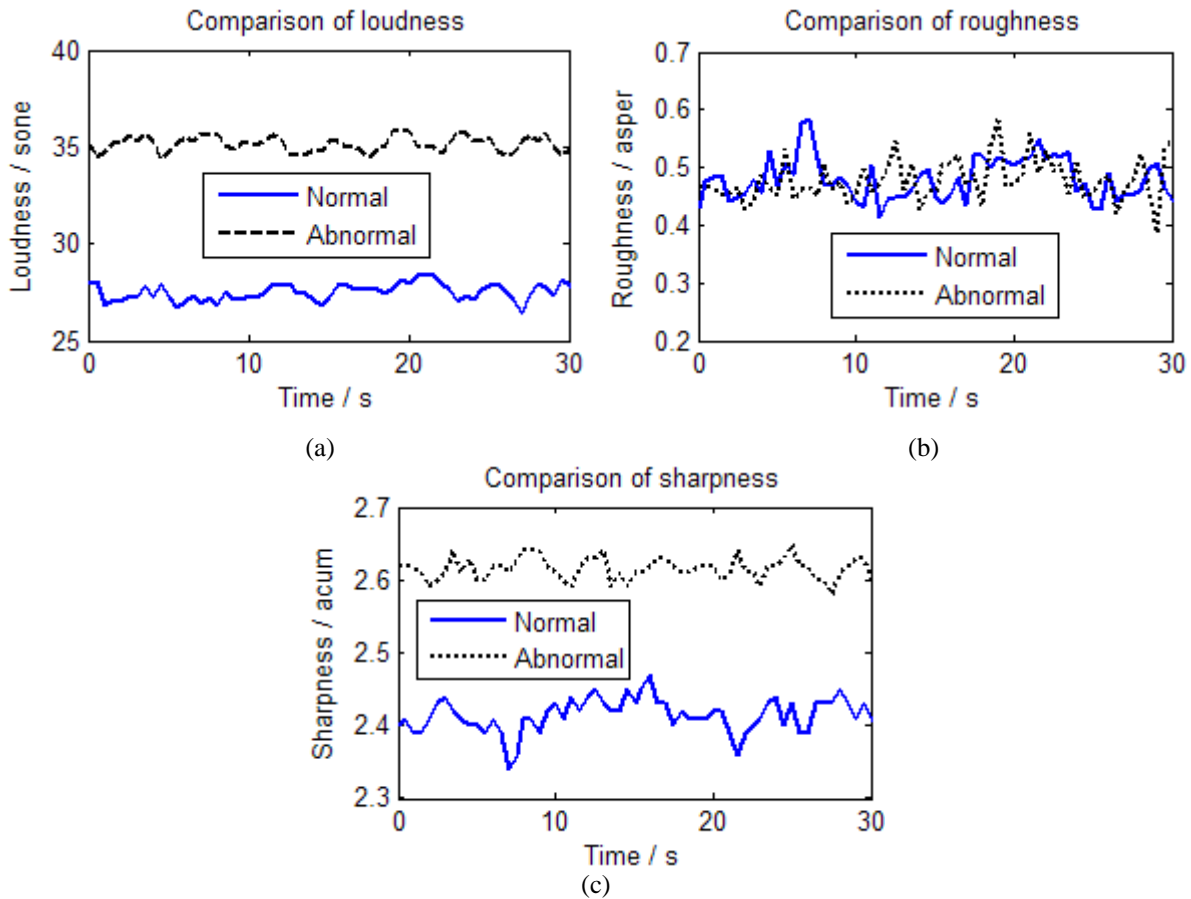 Comparison of loudness
40
35
30
25
Loudness / sone
Normal
Abnormal
0 10 20 30
Time / s
(a)
Comparison of roughness
0.7
0.6
0.5
0.4
0.3
0.2
Roughness / asper
Normal
Abnormal
0 10 20 30
Time / s
(b)
Comparison of sharpness
2.7
2.6
2.5
2.4
2.3
Sharpness / acum
Normal
Abnormal
0 10 20 30
Time / s
(c)